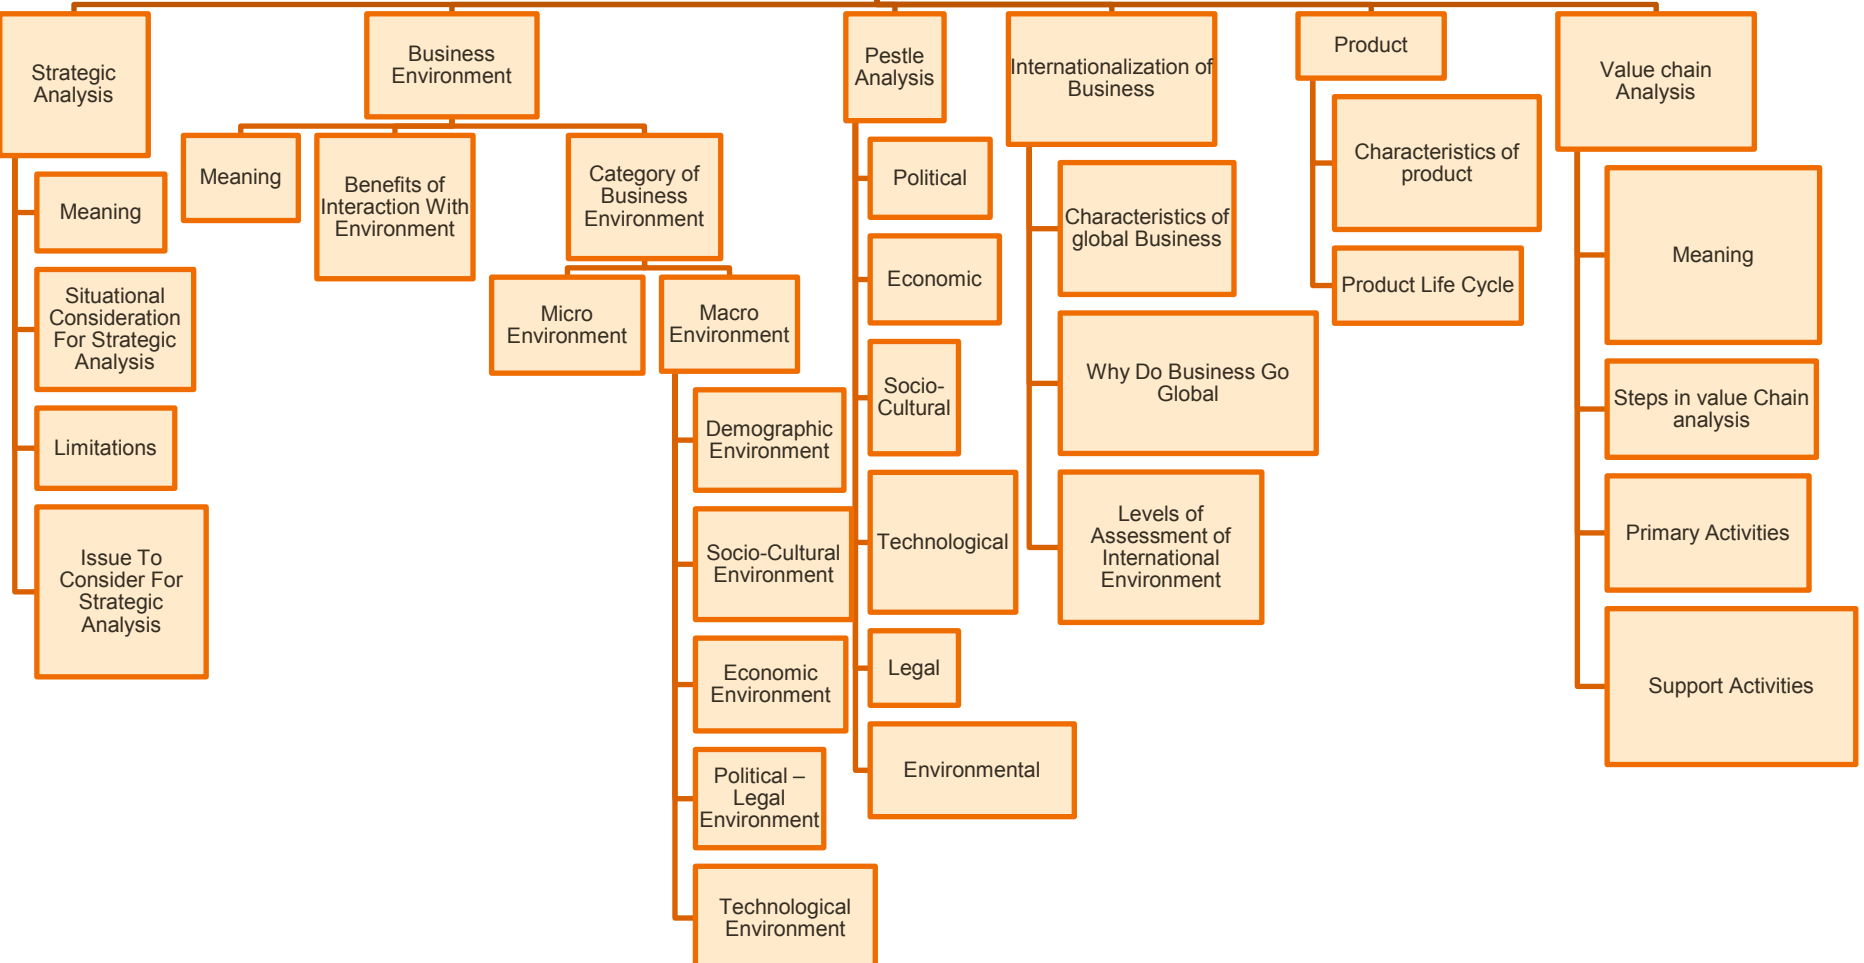 Strategic
Analysis
Meaning
Situational
Consideration
For Strategic
Analysis
Limitations
Issue To
Consider For
Strategic
Analysis
Business
Environment
Meaning
Benefits of
Interaction With
Environment
Category of
Business
Environment
Micro
Environment
Macro
Environment
Demographic
Environment
Socio-Cultural
Environment
Economic
Environment
Political –
Legal
Environment
Technological
Environment
Pestle
Analysis
Political
Economic
Socio-
Cultural
Technological
Legal
Environmental
Internationalization of
Business
Characteristics of
global Business
Why Do Business Go
Global
Levels of
Assessment of
International
Environment
Product
Characteristics of
product
Product Life Cycle
Value chain
Analysis
Meaning
Steps in value Chain
analysis
Primary Activities
Support Activities